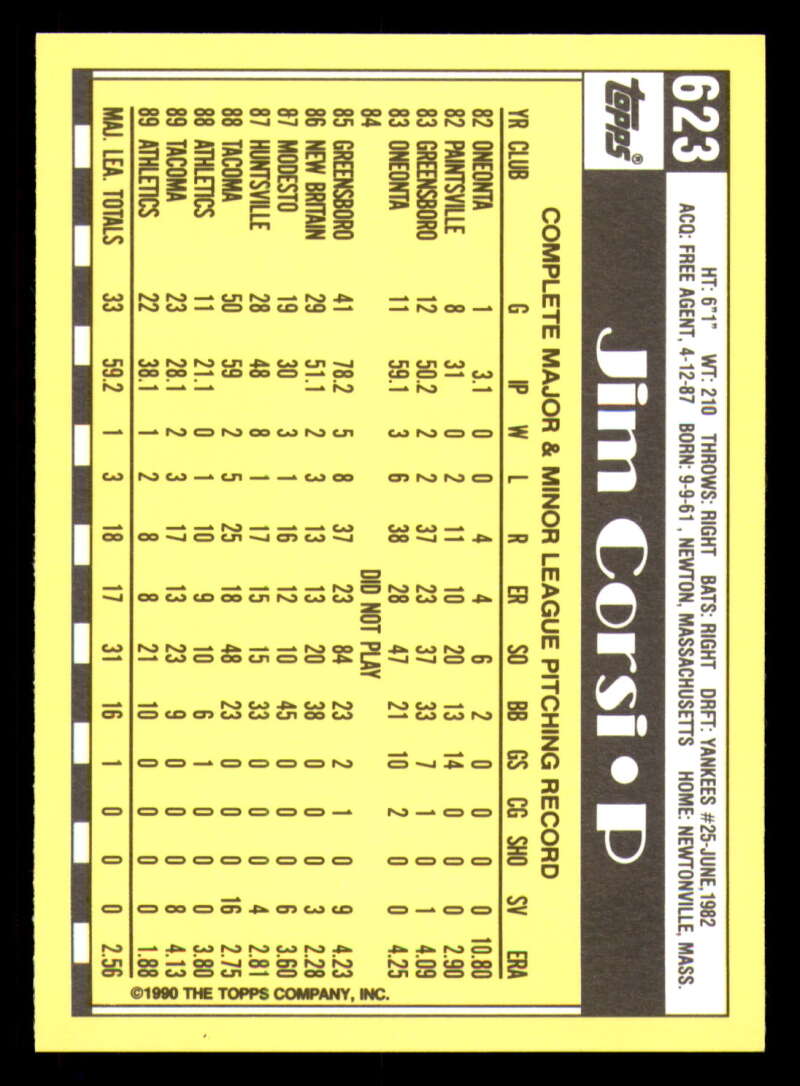 623
HT: 6'1" WT: 210 THROWS: RIGHT BATS: RIGHT DRFT: YANKEES #25-JUNE, 1982
ACQ: FREE AGENT, 4-12-87 BORN: 9-9-61, NEWTON, MASSACHUSETTS HOME: NEWTONVILLE, MASS.
Topps®
Jim Corsi • P
COMPLETE MAJOR & MINOR LEAGUE PITCHING RECORD
YR CLUB G IP W L R ER SO BB GS CG SHO SV ERA
82 ONEONTA 1 3.1 0 0 4 4 6 2 0 0 0 0 10.80
82 PAINTSVILLE 8 31 0 2 11 10 20 13 14 0 0 0 2.90
83 GREENSBORO 12 50.2 2 2 37 23 37 33 7 1 0 1 4.09
83 ONEONTA 11 59.1 3 6 38 28 47 21 10 2 0 0 4.25
84 DID NOT PLAY
85 GREENSBORO 41 78.2 5 8 37 23 84 23 2 1 0 9 4.23
86 NEW BRITAIN 29 51.1 2 3 13 13 20 38 0 0 0 3 2.28
87 MODESTO 19 30 3 1 16 12 10 45 0 0 0 6 3.60
87 HUNTSVILLE 28 48 8 1 17 15 15 33 0 0 0 4 2.81
88 TACOMA 50 59 2 5 25 18 48 23 0 0 0 16 2.75
88 ATHLETICS 11 21.1 0 1 10 9 10 6 1 0 0 0 3.80
89 TACOMA 23 28.1 2 3 17 13 23 9 0 0 0 8 4.13
89 ATHLETICS 22 38.1 1 2 8 8 21 10 0 0 0 0 1.88
MAJ. LEA. TOTALS 33 59.2 1 3 18 17 31 16 1 0 0 0 2.56
©1990 THE TOPPS COMPANY, INC.